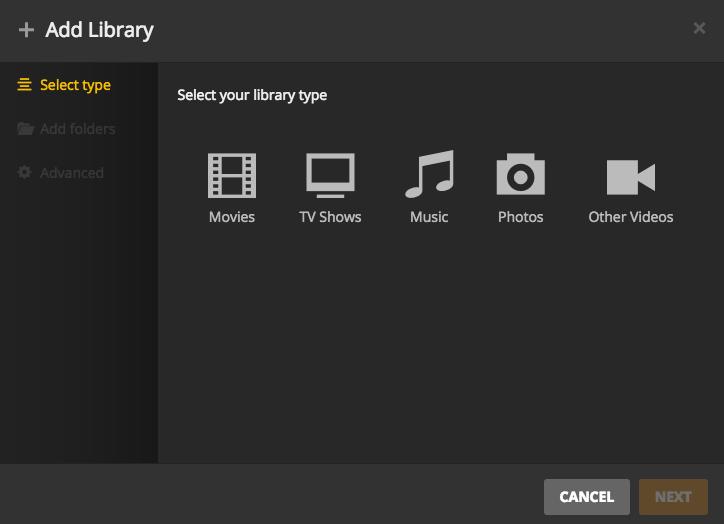 Add Library
Select type
Add folders
Advanced
Select your library type
Movies
TV Shows
Music
Photos
Other Videos
CANCEL
NEXT